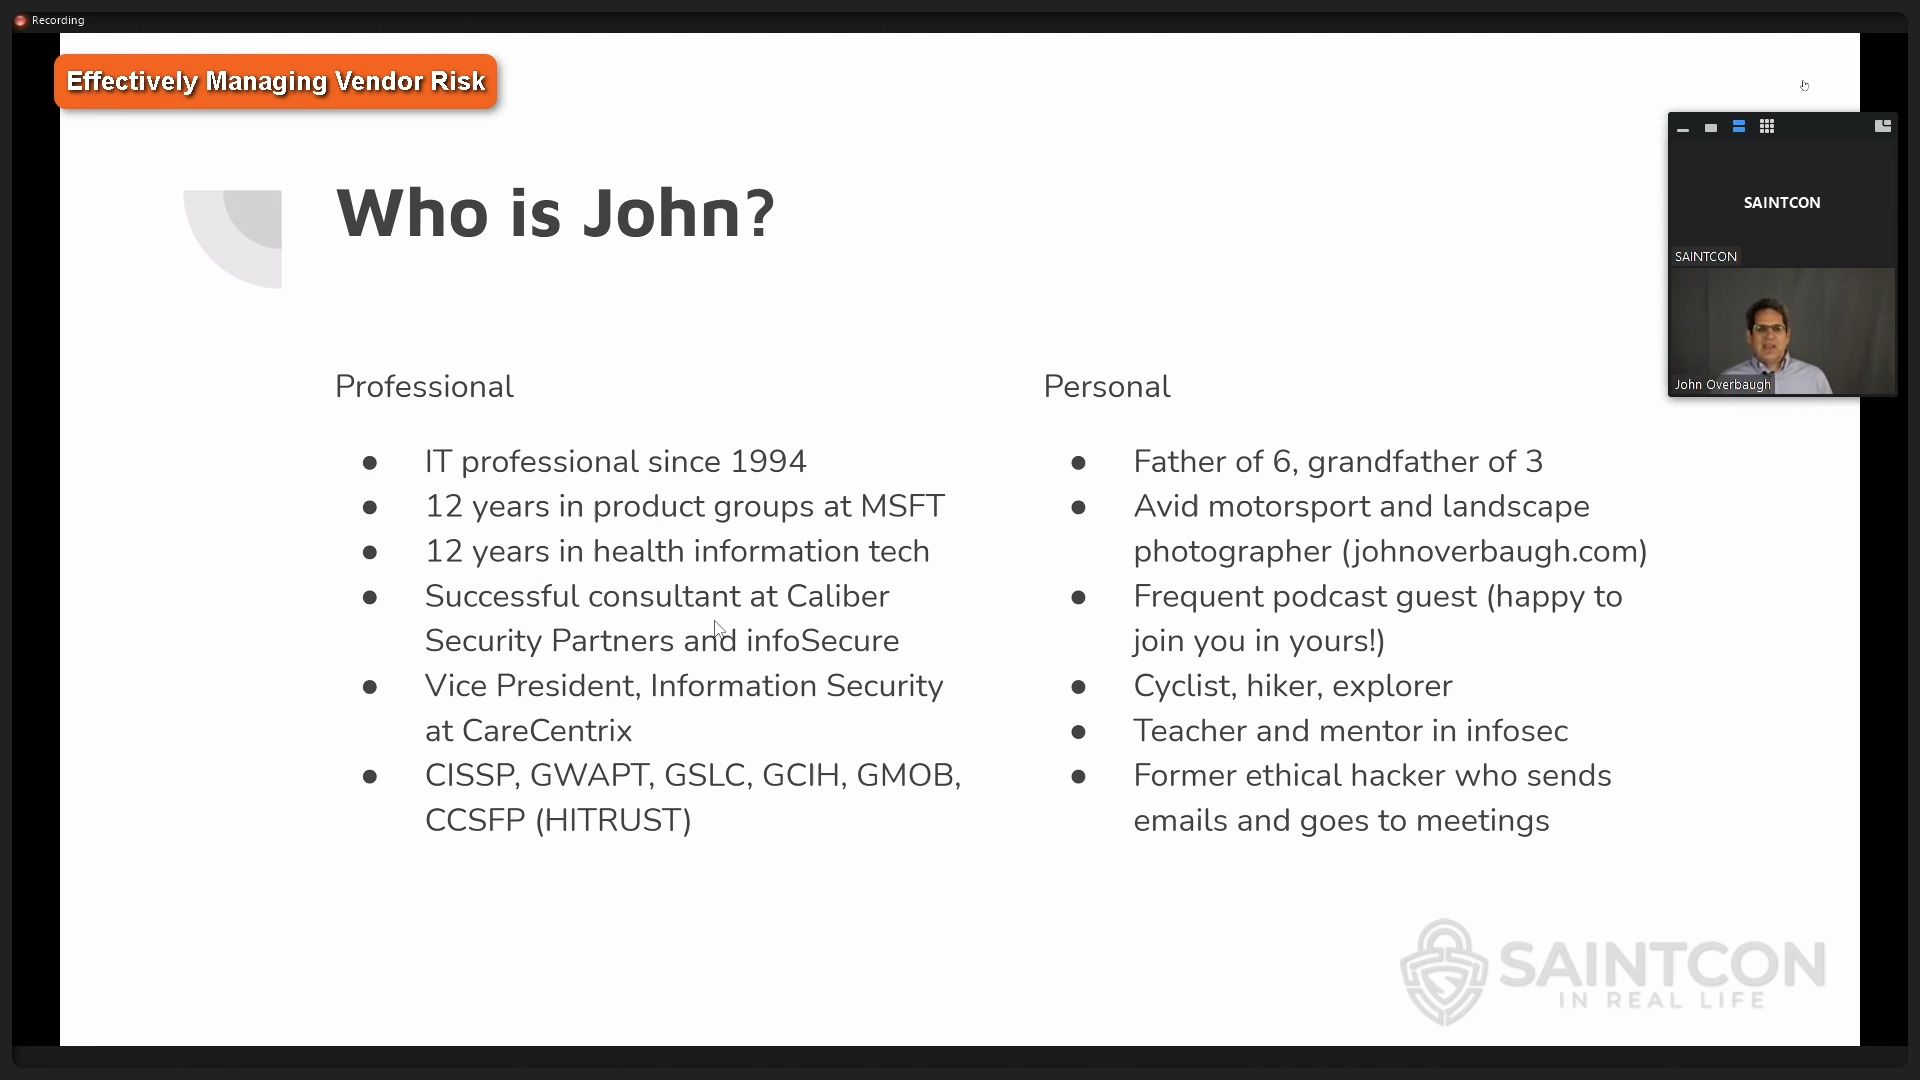 Recording
Effectively Managing Vendor Risk
Who is John?
SAINTCON
SAINTCON
John Overbaugh
Professional
IT professional since 1994
12 years in product groups at MSFT
12 years in health information tech
Successful consultant at Caliber
Security Partners and infoSecure
Vice President, Information Security
at CareCentrix
CISSP, GWAPT, GSLC, GCIH, GMOB,
CCSFP (HITRUST)
Personal
Father of 6, grandfather of 3
Avid motorsport and landscape
photographer (johnoverbaugh.com)
Frequent podcast guest (happy to
join you in yours!)
Cyclist, hiker, explorer
Teacher and mentor in infosec
Former ethical hacker who sends
emails and goes to meetings
SAINTCON
IN REAL LIFE